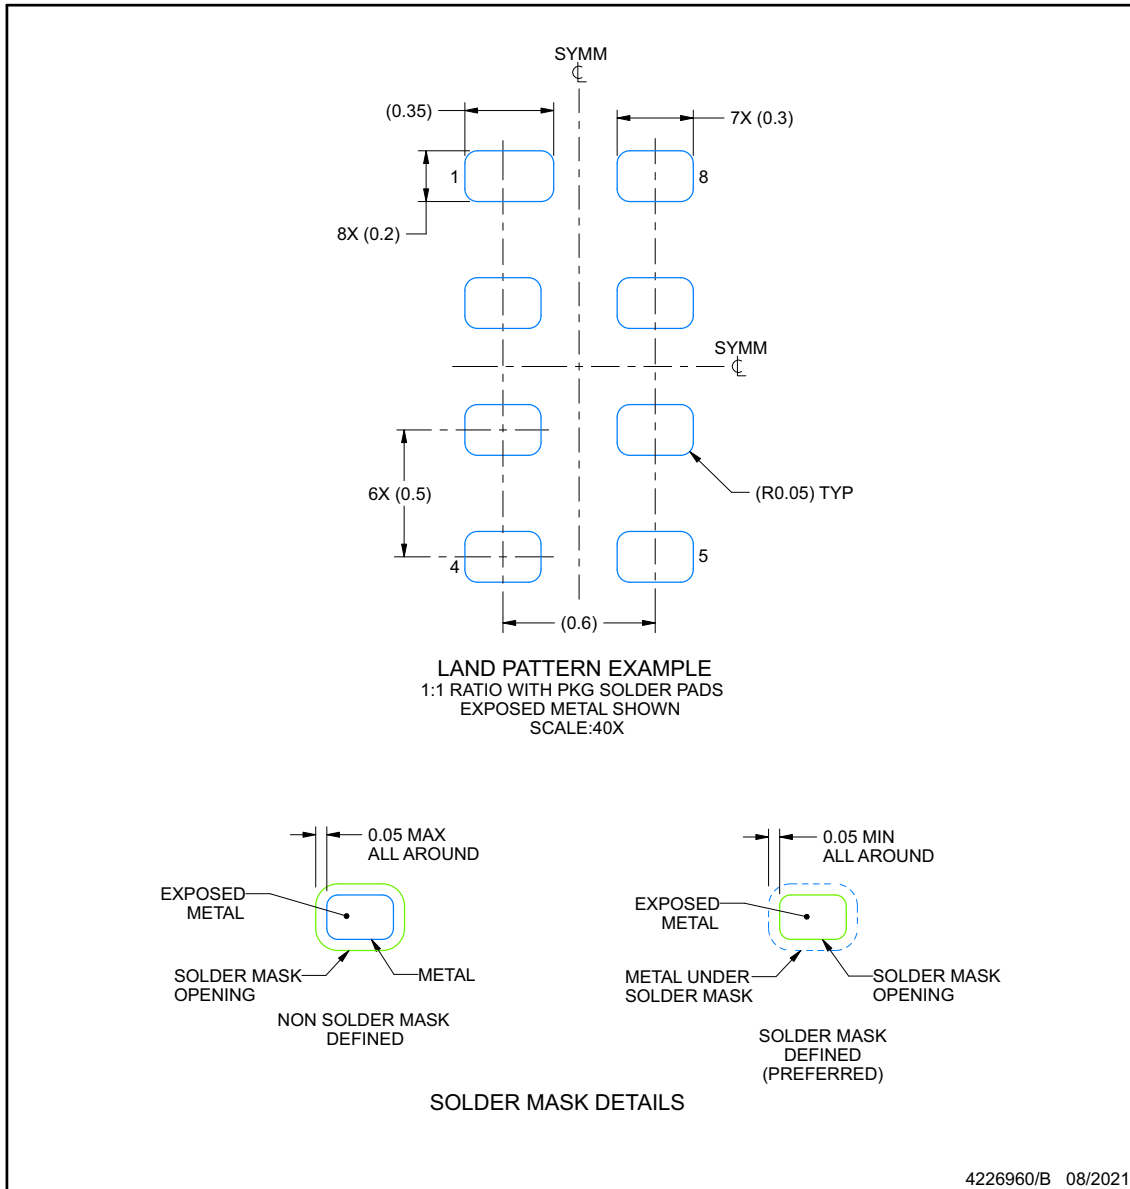 SYMM
(0.35)
7X (0.3)
1
8
8X (0.2)
SYMM
6X (0.5)
(R0.05) TYP
4
5
(0.6)
LAND PATTERN EXAMPLE
1:1 RATIO WITH PKG SOLDER PADS
EXPOSED METAL SHOWN
SCALE:40X
0.05 MAX
ALL AROUND
EXPOSED
METAL
SOLDER MASK
OPENING
METAL
NON SOLDER MASK
DEFINED
0.05 MIN
ALL AROUND
EXPOSED
METAL
METAL UNDER
SOLDER MASK
SOLDER MASK
OPENING
SOLDER MASK
DEFINED
(PREFERRED)
SOLDER MASK DETAILS
4226960/B 08/2021